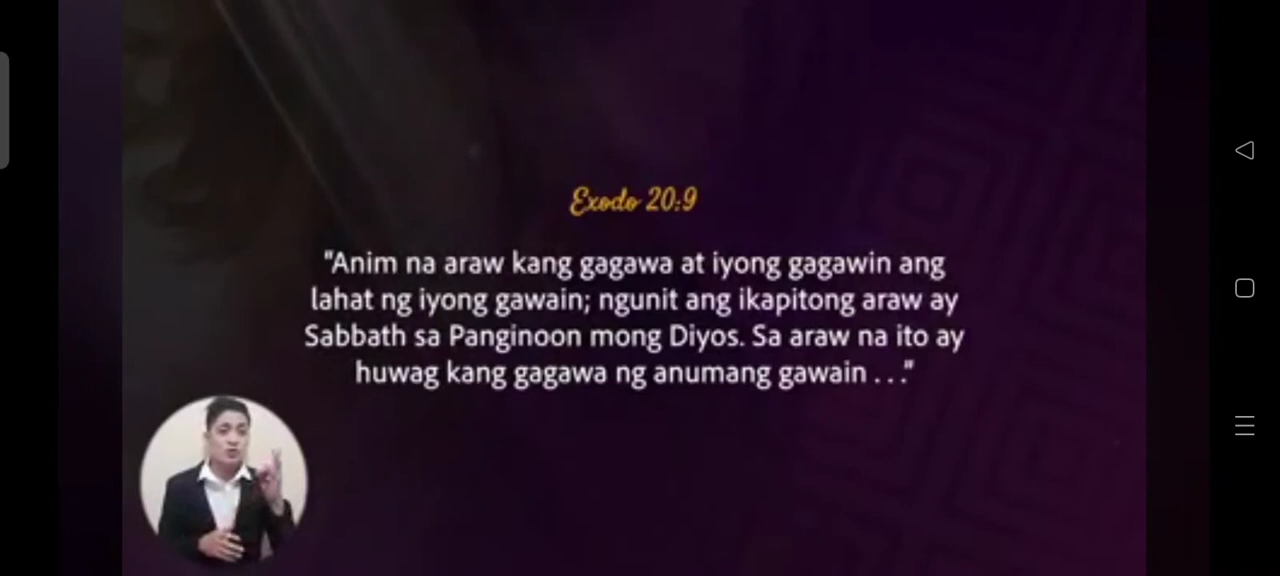 Exodo 20:9
"Anim na araw kang gagawa at iyong gagawin ang
lahat ng iyong gawain; ngunit ang ikapitong araw ay
Sabbath sa Panginoon mong Diyos. Sa araw na ito ay
huwag kang gagawa ng anumang gawain . . ."